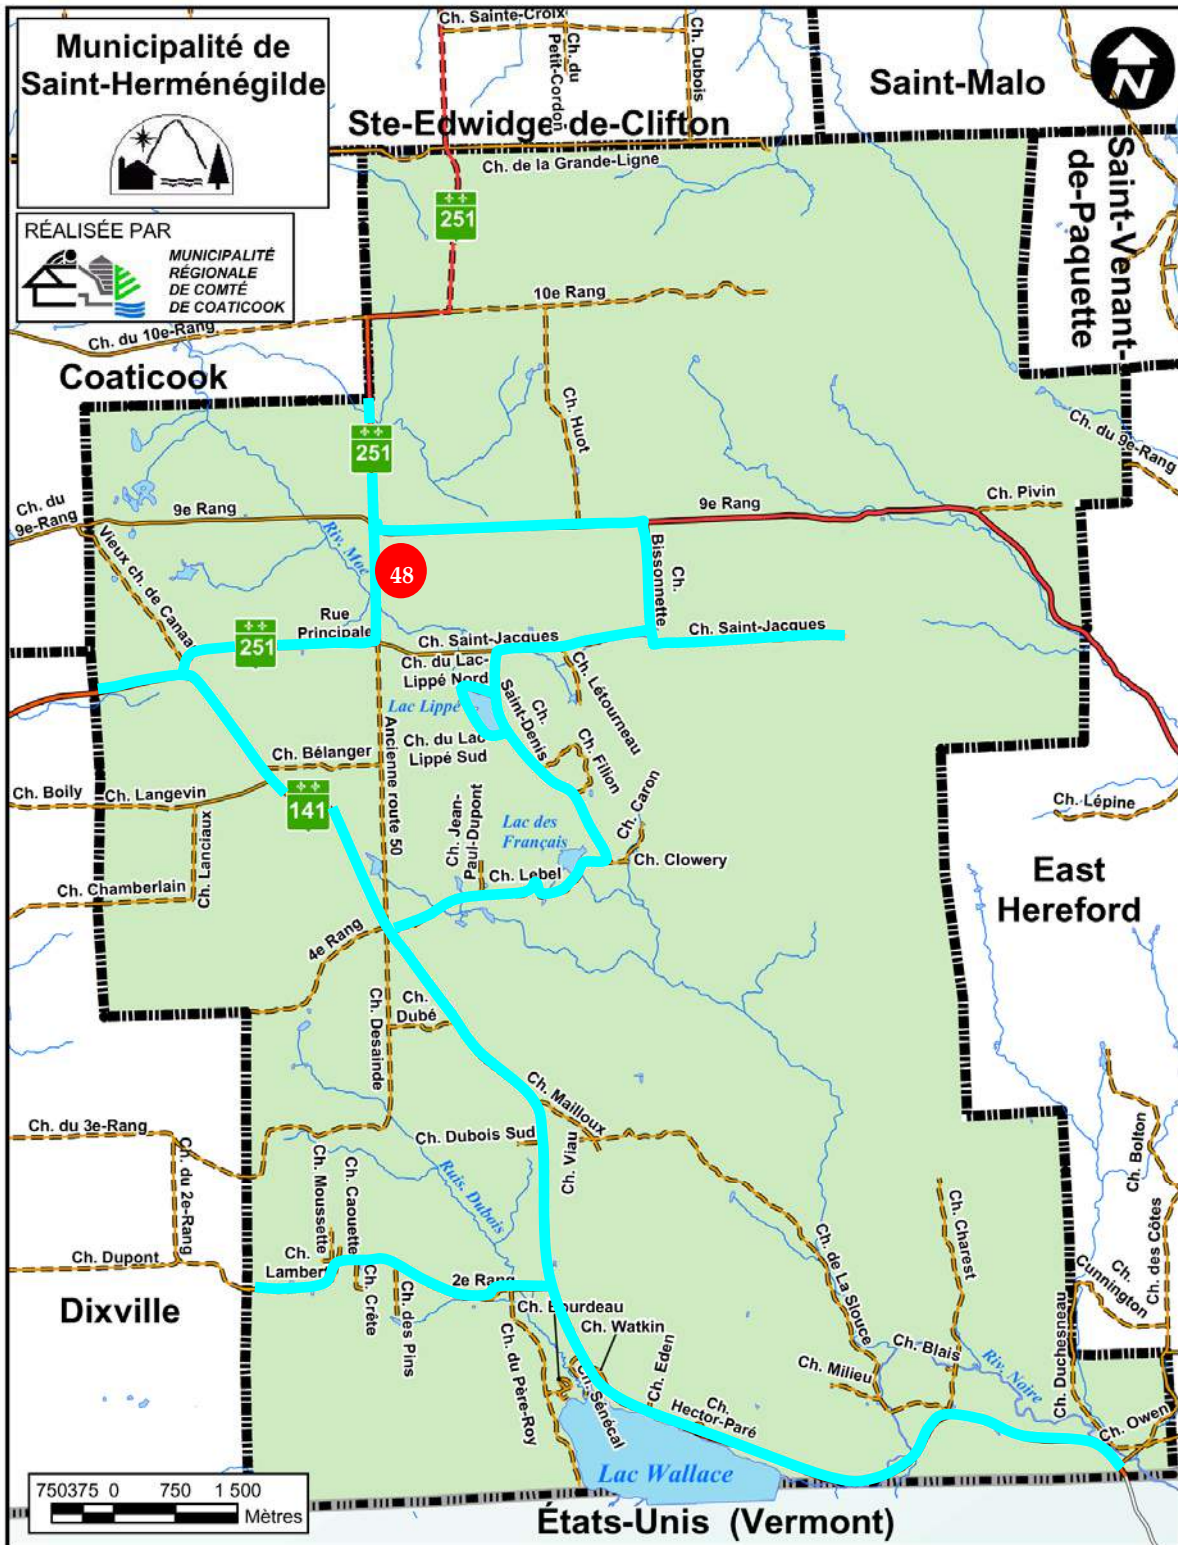 Municipalité de
Saint-Herménégilde
RÉALISÉE PAR
MUNICIPALITÉ
RÉGIONALE
DE COMTÉ
DE COATICOOK
Ch. Sainte-Croix
Ch. du
Petit-Cordon
Ch. Dubois
Saint-Malo
N
Ste-Edwidge-de-Clifton
Ch. de la Grande-Ligne
Saint-Venant-
de-Paquette
251
10e Rang
Ch. du 10e-Rang
Coaticook
Ch. Huot
251
Ch. du 9e-Rang
Ch. du
9e-Rang
9e Rang
9e Rang
Ch. Pivin
Riv. Moe
48
Ch.
Bissonnette
Vieux ch. de Canaa
Rue
Principale
251
Ch. Saint-Jacques
Ch. Saint-Jacques
Ch. du Lac-
Lippé Nord
Lac Lippé
Ch.
Saint-Denis
Ch. Létourneau
Ch. du Lac
Lippé Sud
Ch. Filion
Ancienne route 50
Ch. Bélanger
Ch. Boily
Ch. Langevin
141
Ch. Lanciaux
Ch. Jean-
Paul-Dupont
Lac des
Français
Ch. Caron
Ch. Lépine
Ch. Clowery
Ch. Chamberlain
Ch. Lebel
East
Hereford
4e Rang
Ch.
Dubé
Ch. Desainde
Ch. Mailloux
Ch. du 3e-Rang
Ch. Dubois Sud
Ch. Viau
Ch. du 2e-Rang
Ch. Moussette
Ch. Caouette
Ruis. Dubois
Ch. Bolton
Ch. des Côtes
Ch. Charest
Ch. de La Slouce
Ch. Dupont
Ch.
Lambert
Ch. Crête
Ch. des Pins
2e Rang
Ch.
Cunnington
Dixville
Ch. Bourdeau
Ch. Watkin
Ch. Duchesneau
Ch. du Père-Roy
Ch. Sénécal
Ch. Eden
Ch. Milieu
Ch. Blais
Riv. Noire
Ch.
Hector-Paré
Ch. Owen
Lac Wallace
750375 0 750 1 500
Mètres
États-Unis (Vermont)